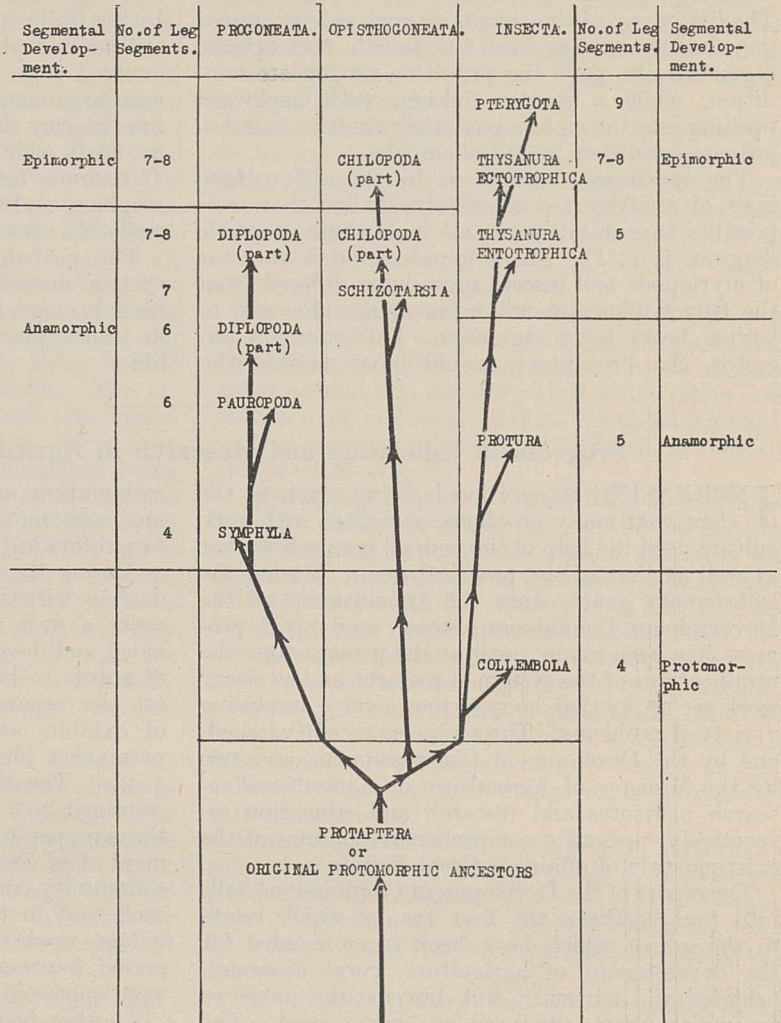 Segmental Development. No.of Leg Segments. PROGONEATA. OPISTHOGONEATA. INSECTA. No.of Leg Segments. Segmental Development.
PTERYGOTA 9
Epimorphic 7-8 CHILOPODA (part) THYSANURA ECTOTROPHICA 7-8 Epimorphic
7-8 DIPLOPODA (part) CHILOPODA (part) THYSANURA ENTOTROPHICA 5
7 SCHIZOTARSIA
Anamorphic 6 DIPLOPODA (part)
6 PAUROPODA
PROTURA 5 Anamorphic
4 SYMPHYLA
COLLEMBOLA 4 Protomor-
phic
PROTAPTERA
or
ORIGINAL PROTOMORPHIC ANCESTORS